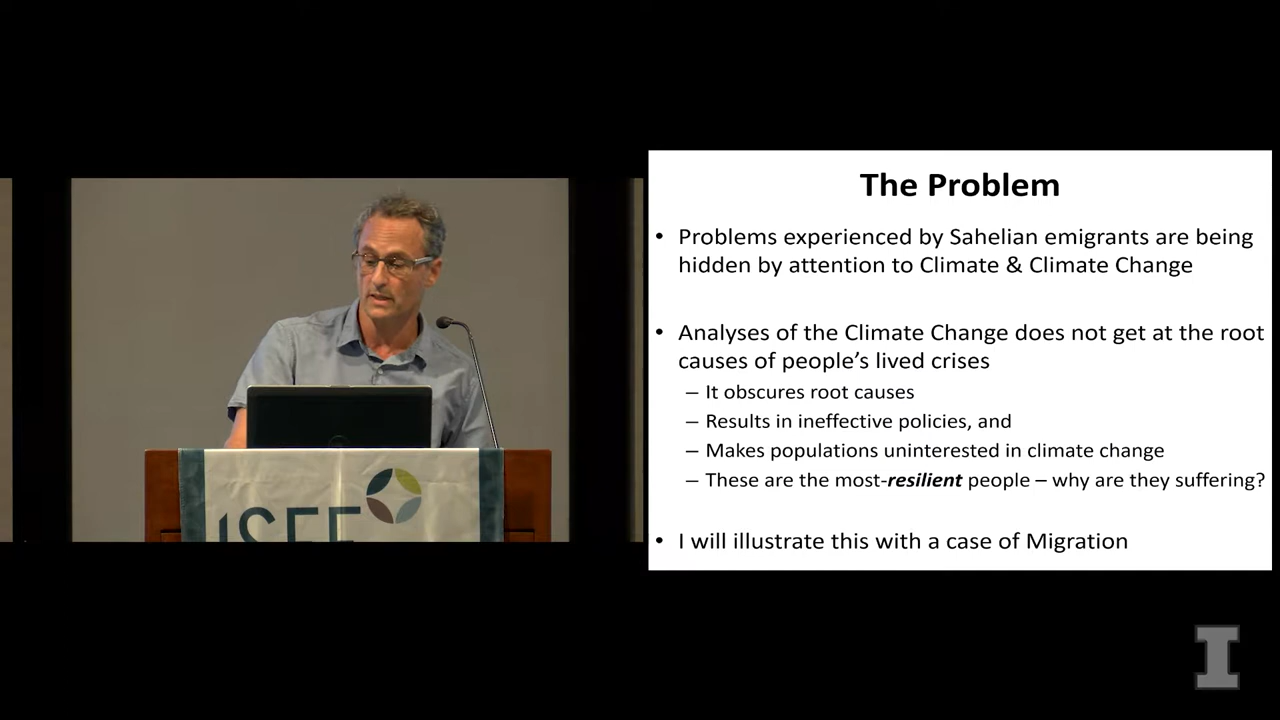 The Problem
• Problems experienced by Sahelian emigrants are being
hidden by attention to Climate & Climate Change
• Analyses of the Climate Change does not get at the root
causes of people’s lived crises
– It obscures root causes
– Results in ineffective policies, and
– Makes populations uninterested in climate change
– These are the most-resilient people – why are they suffering?
• I will illustrate this with a case of Migration
I